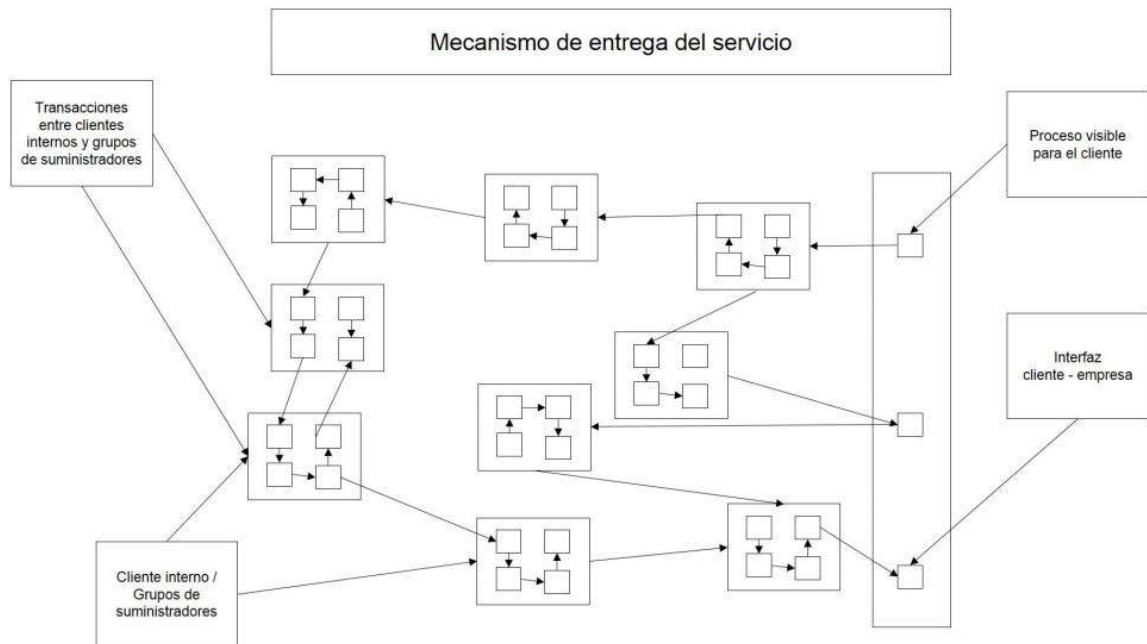 Mecanismo de entrega del servicio
Transacciones
entre clientes
internos y grupos
de suministradores
Proceso visible
para el cliente
Interfaz
cliente - empresa
Cliente interno /
Grupos de
suministradores